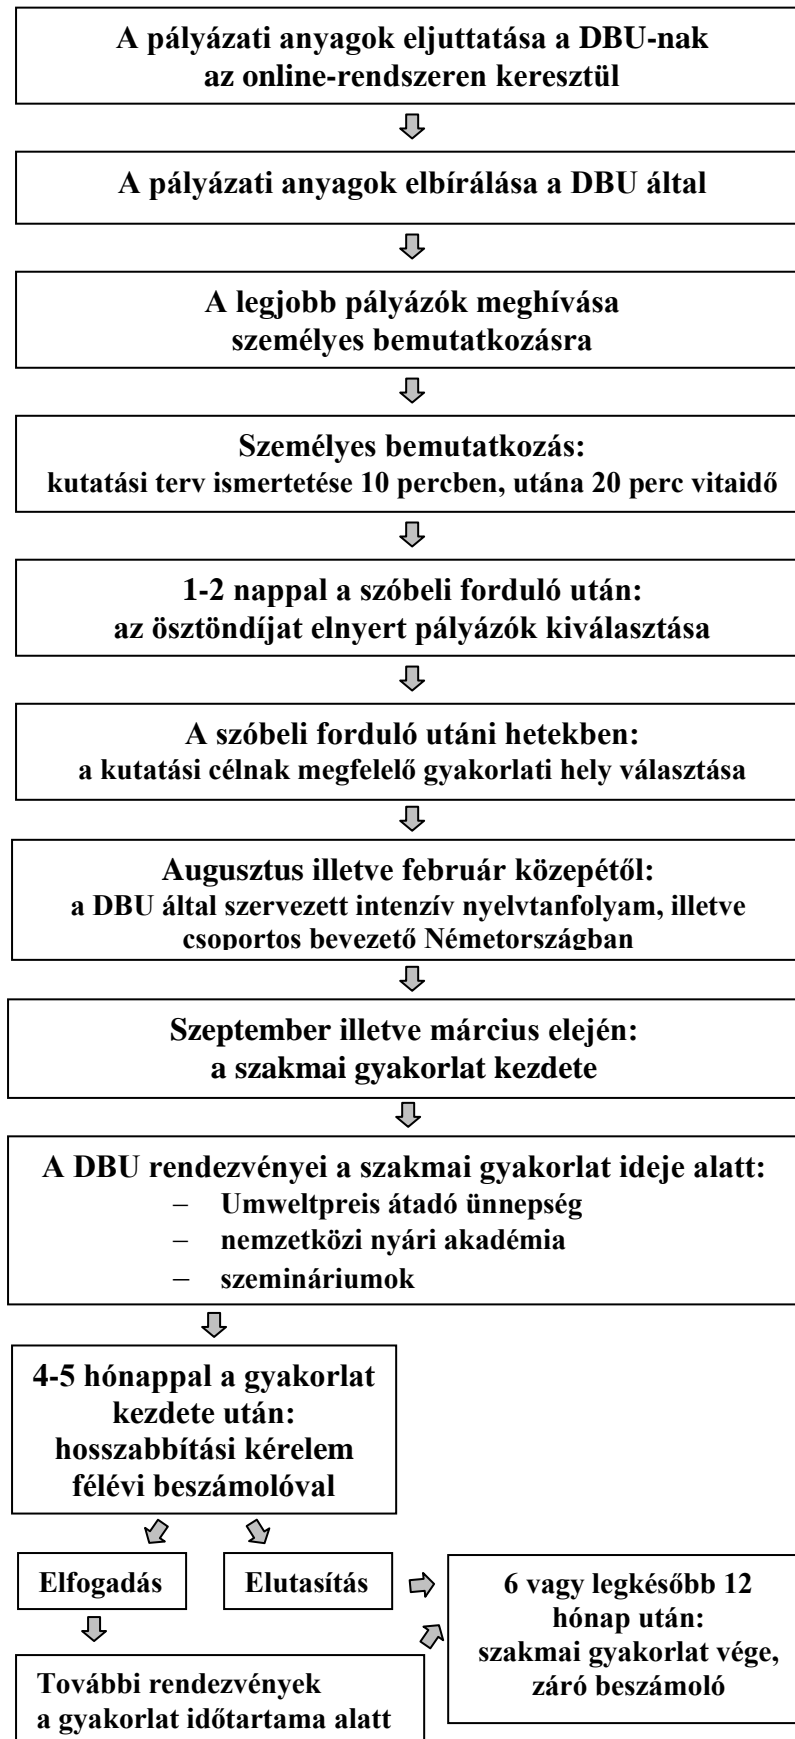 A pályázati anyagok eljuttatása a DBU-nak
az online-rendszeren keresztül
A pályázati anyagok elbírálása a DBU által
A legjobb pályázók meghívása
személyes bemutatkozásra
Személyes bemutatkozás:
kutatási terv ismertetése 10 percben, utána 20 perc vitaidő
1-2 nappal a szóbeli forduló után:
az ösztöndíjat elnyert pályázók kiválasztása
A szóbeli forduló utáni hetekben:
a kutatási célnak megfelelő gyakorlati hely választása
Augusztus illetve február közepétől:
a DBU által szervezett intenzív nyelvtanfolyam, illetve
csoportos bevezető Németországban
Szeptember illetve március elején:
a szakmai gyakorlat kezdete
A DBU rendezvényei a szakmai gyakorlat ideje alatt:
– Umweltpreis átadó ünnepség
– nemzetközi nyári akadémia
– szemináriumok
4-5 hónappal a gyakorlat
kezdete után:
hosszabbítási kérelem
félévi beszámolóval
Elfogadás
Elutasítás
6 vagy legkésőbb 12
hónap után:
szakmai gyakorlat vége,
záró beszámoló
További rendezvények
a gyakorlat időtartama alatt